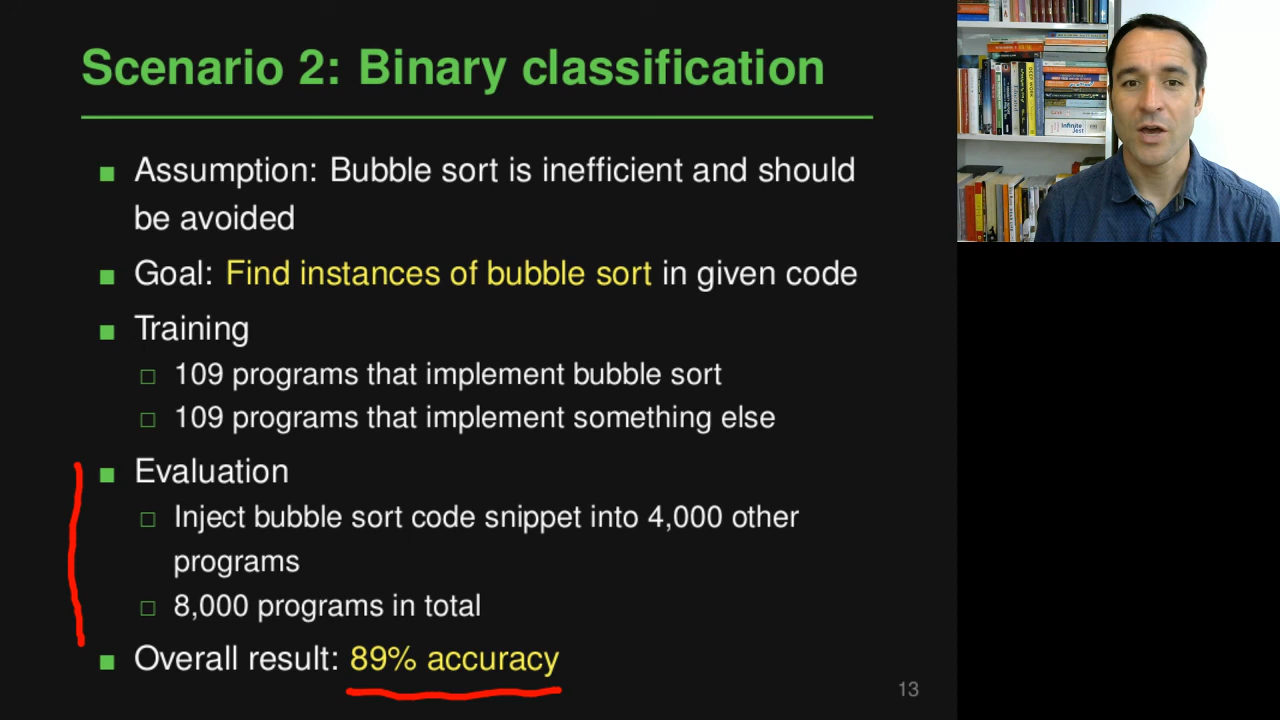 Scenario 2: Binary classification
Assumption: Bubble sort is inefficient and should
be avoided
Goal: Find instances of bubble sort in given code
Training
109 programs that implement bubble sort
109 programs that implement something else
Evaluation
Inject bubble sort code snippet into 4,000 other
programs
8,000 programs in total
Overall result: 89% accuracy
13
Infinite
Jest